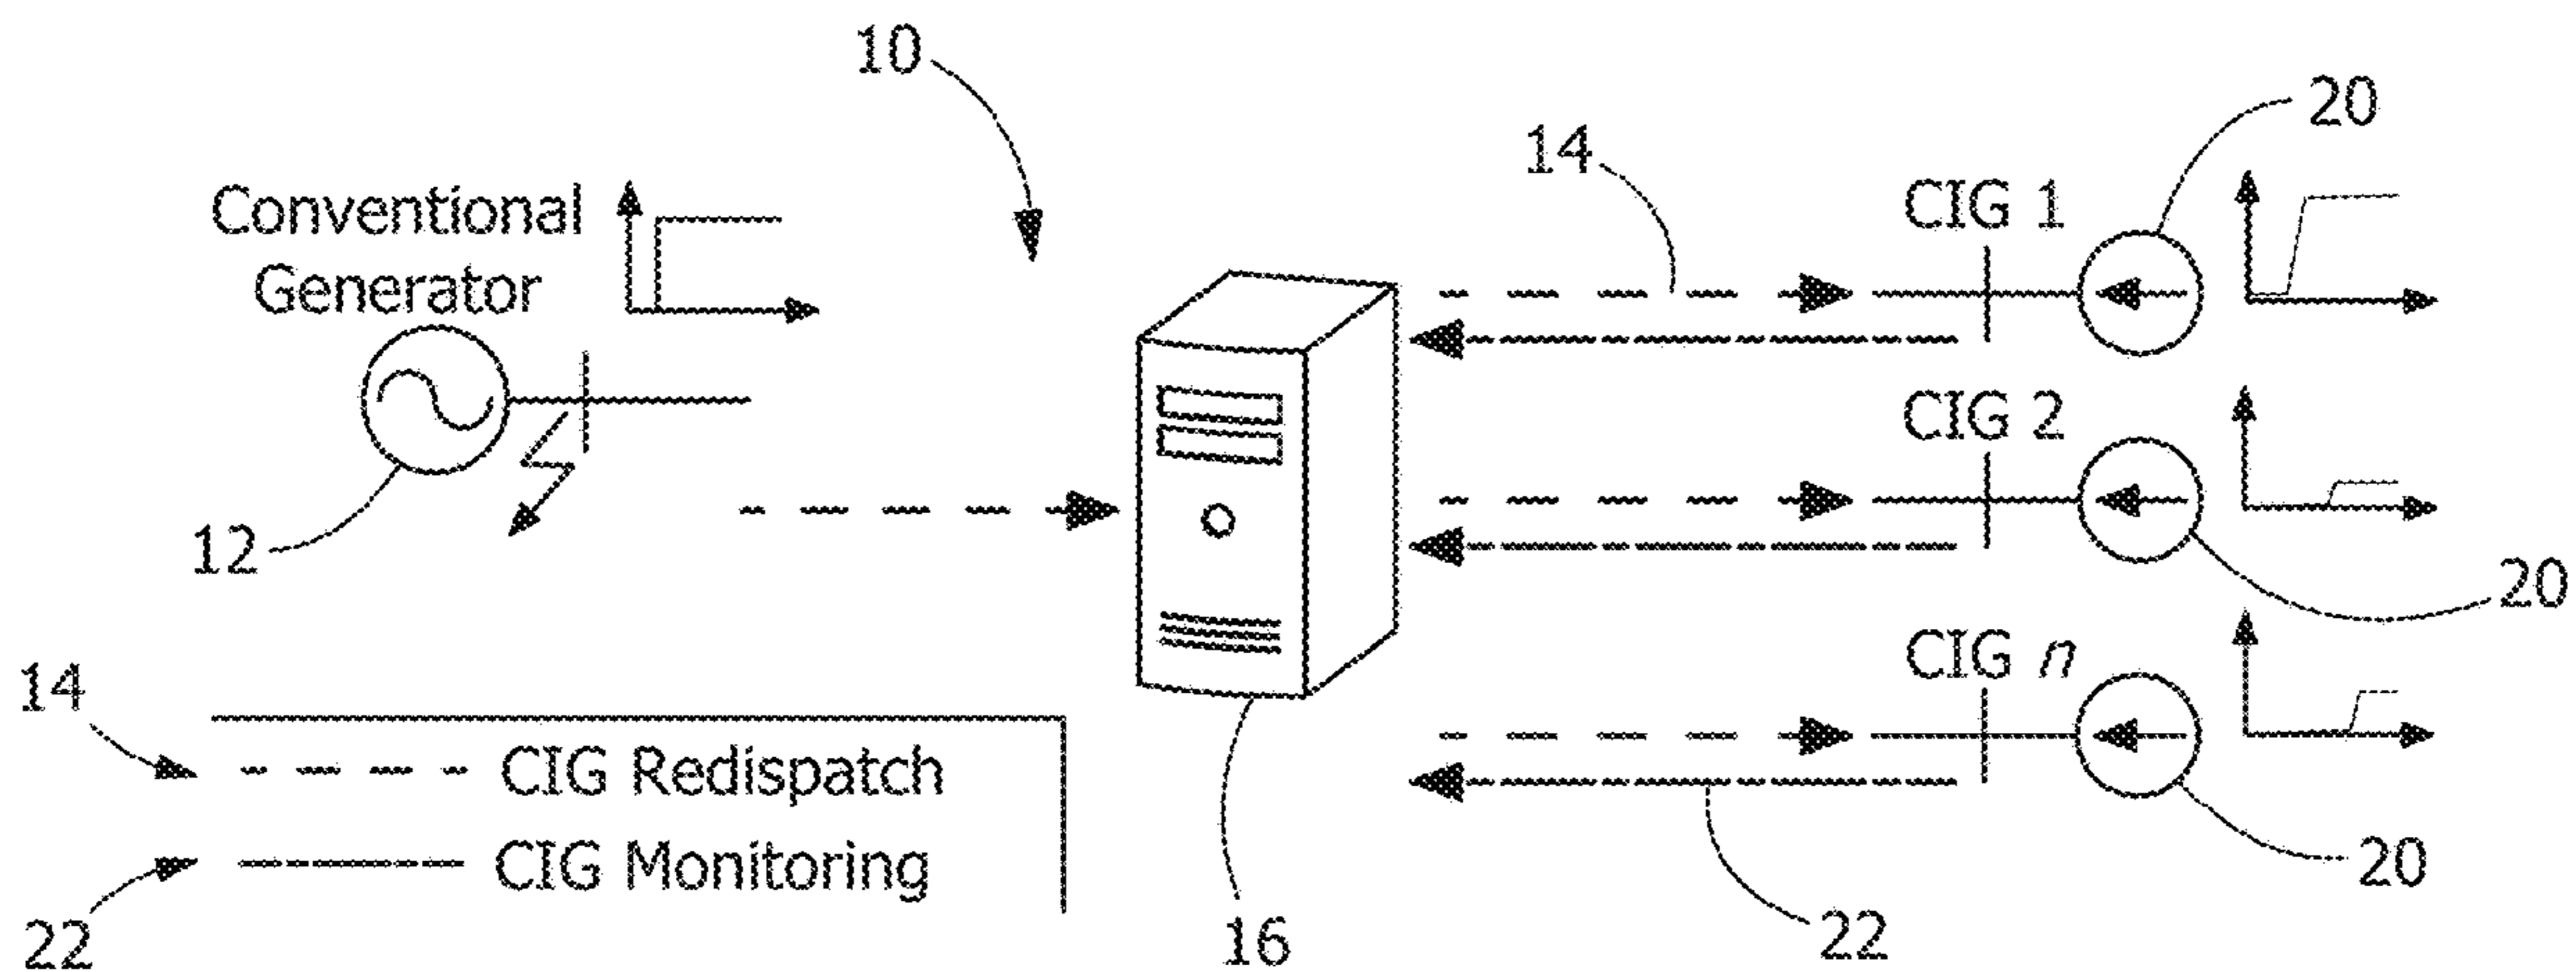 10
20
14
Conventional
Generator
CIG 1
CIG 2
12
20
CIG n
14
CIG Redispatch
CIG Monitoring
20
22
16
22